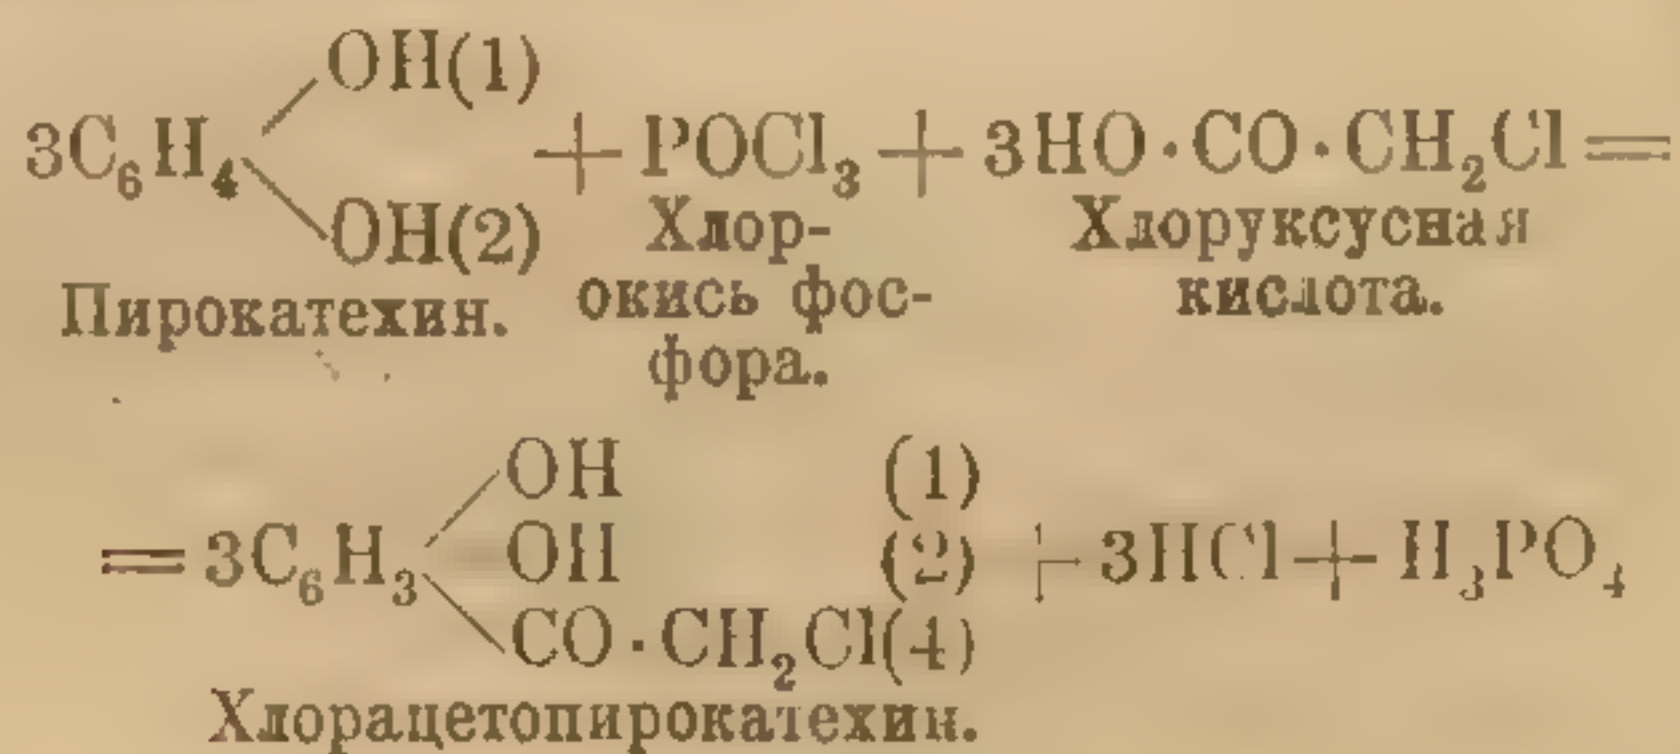 OH(1)
3C₆H₄ + POCl₃ + 3HO·CO·CH₂Cl =
OH(2)
Пирокатехин.
Хлор-
окись фос-
фора.
Хлоруксусная
кислота.
OH (1)
= 3C₆H₃ OH (2) + 3HCl + H₃PO₄
CO·CH₂Cl(4)
Хлорацетопирокатехин.